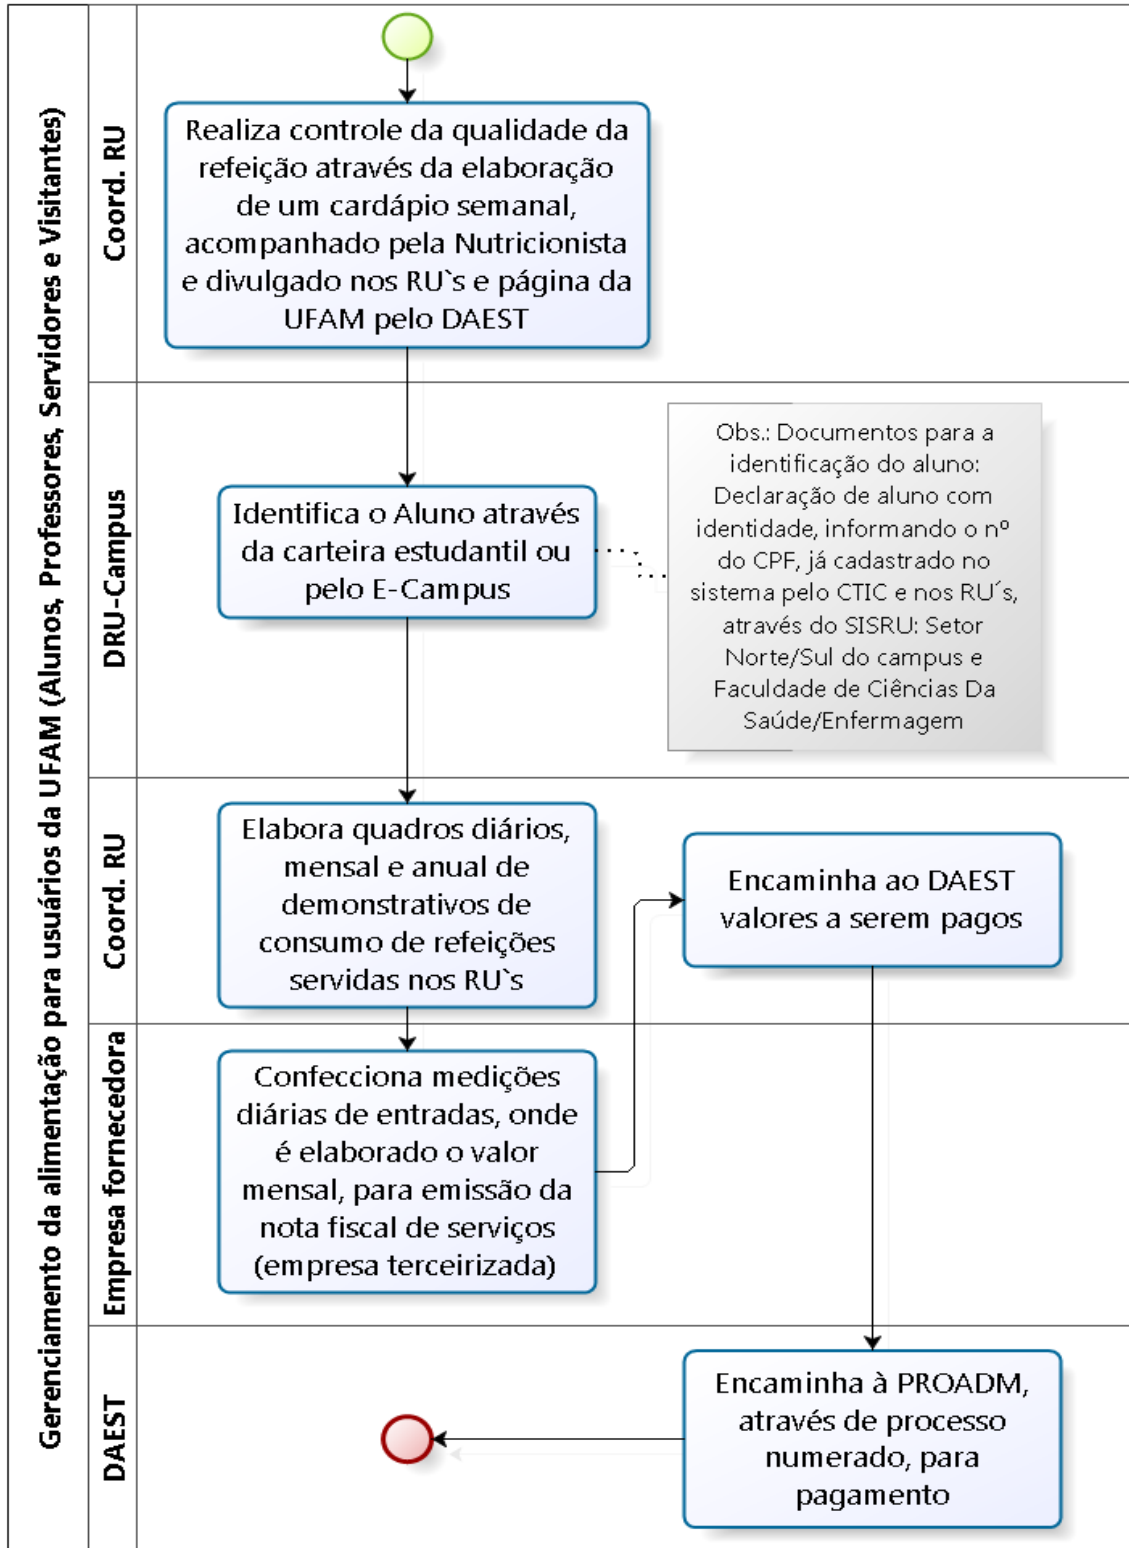 Gerenciamento da alimentação para usuários da UFAM (Alunos, Professores, Servidores e Visitantes)
Coord. RU
Realiza controle da qualidade da
refeição através da elaboração
de um cardápio semanal,
acompanhado pela Nutricionista
e divulgado nos RU`s e página da
UFAM pelo DAEST
DRU-Campus
Identifica o Aluno através
da carteira estudantil ou
pelo E-Campus
Obs.: Documentos para a
identificação do aluno:
Declaração de aluno com
identidade, informando o nº
do CPF, já cadastrado no
sistema pelo CTIC e nos RU´s,
através do SISRU: Setor
Norte/Sul do campus e
Faculdade de Ciências Da
Saúde/Enfermagem
Coord. RU
Elabora quadros diários,
mensal e anual de
demonstrativos de
consumo de refeições
servidas nos RU`s
Encaminha ao DAEST
valores a serem pagos
Empresa fornecedora
Confecciona medições
diárias de entradas, onde
é elaborado o valor
mensal, para emissão da
nota fiscal de serviços
(empresa terceirizada)
DAEST
Encaminha à PROADM,
através de processo
numerado, para
pagamento